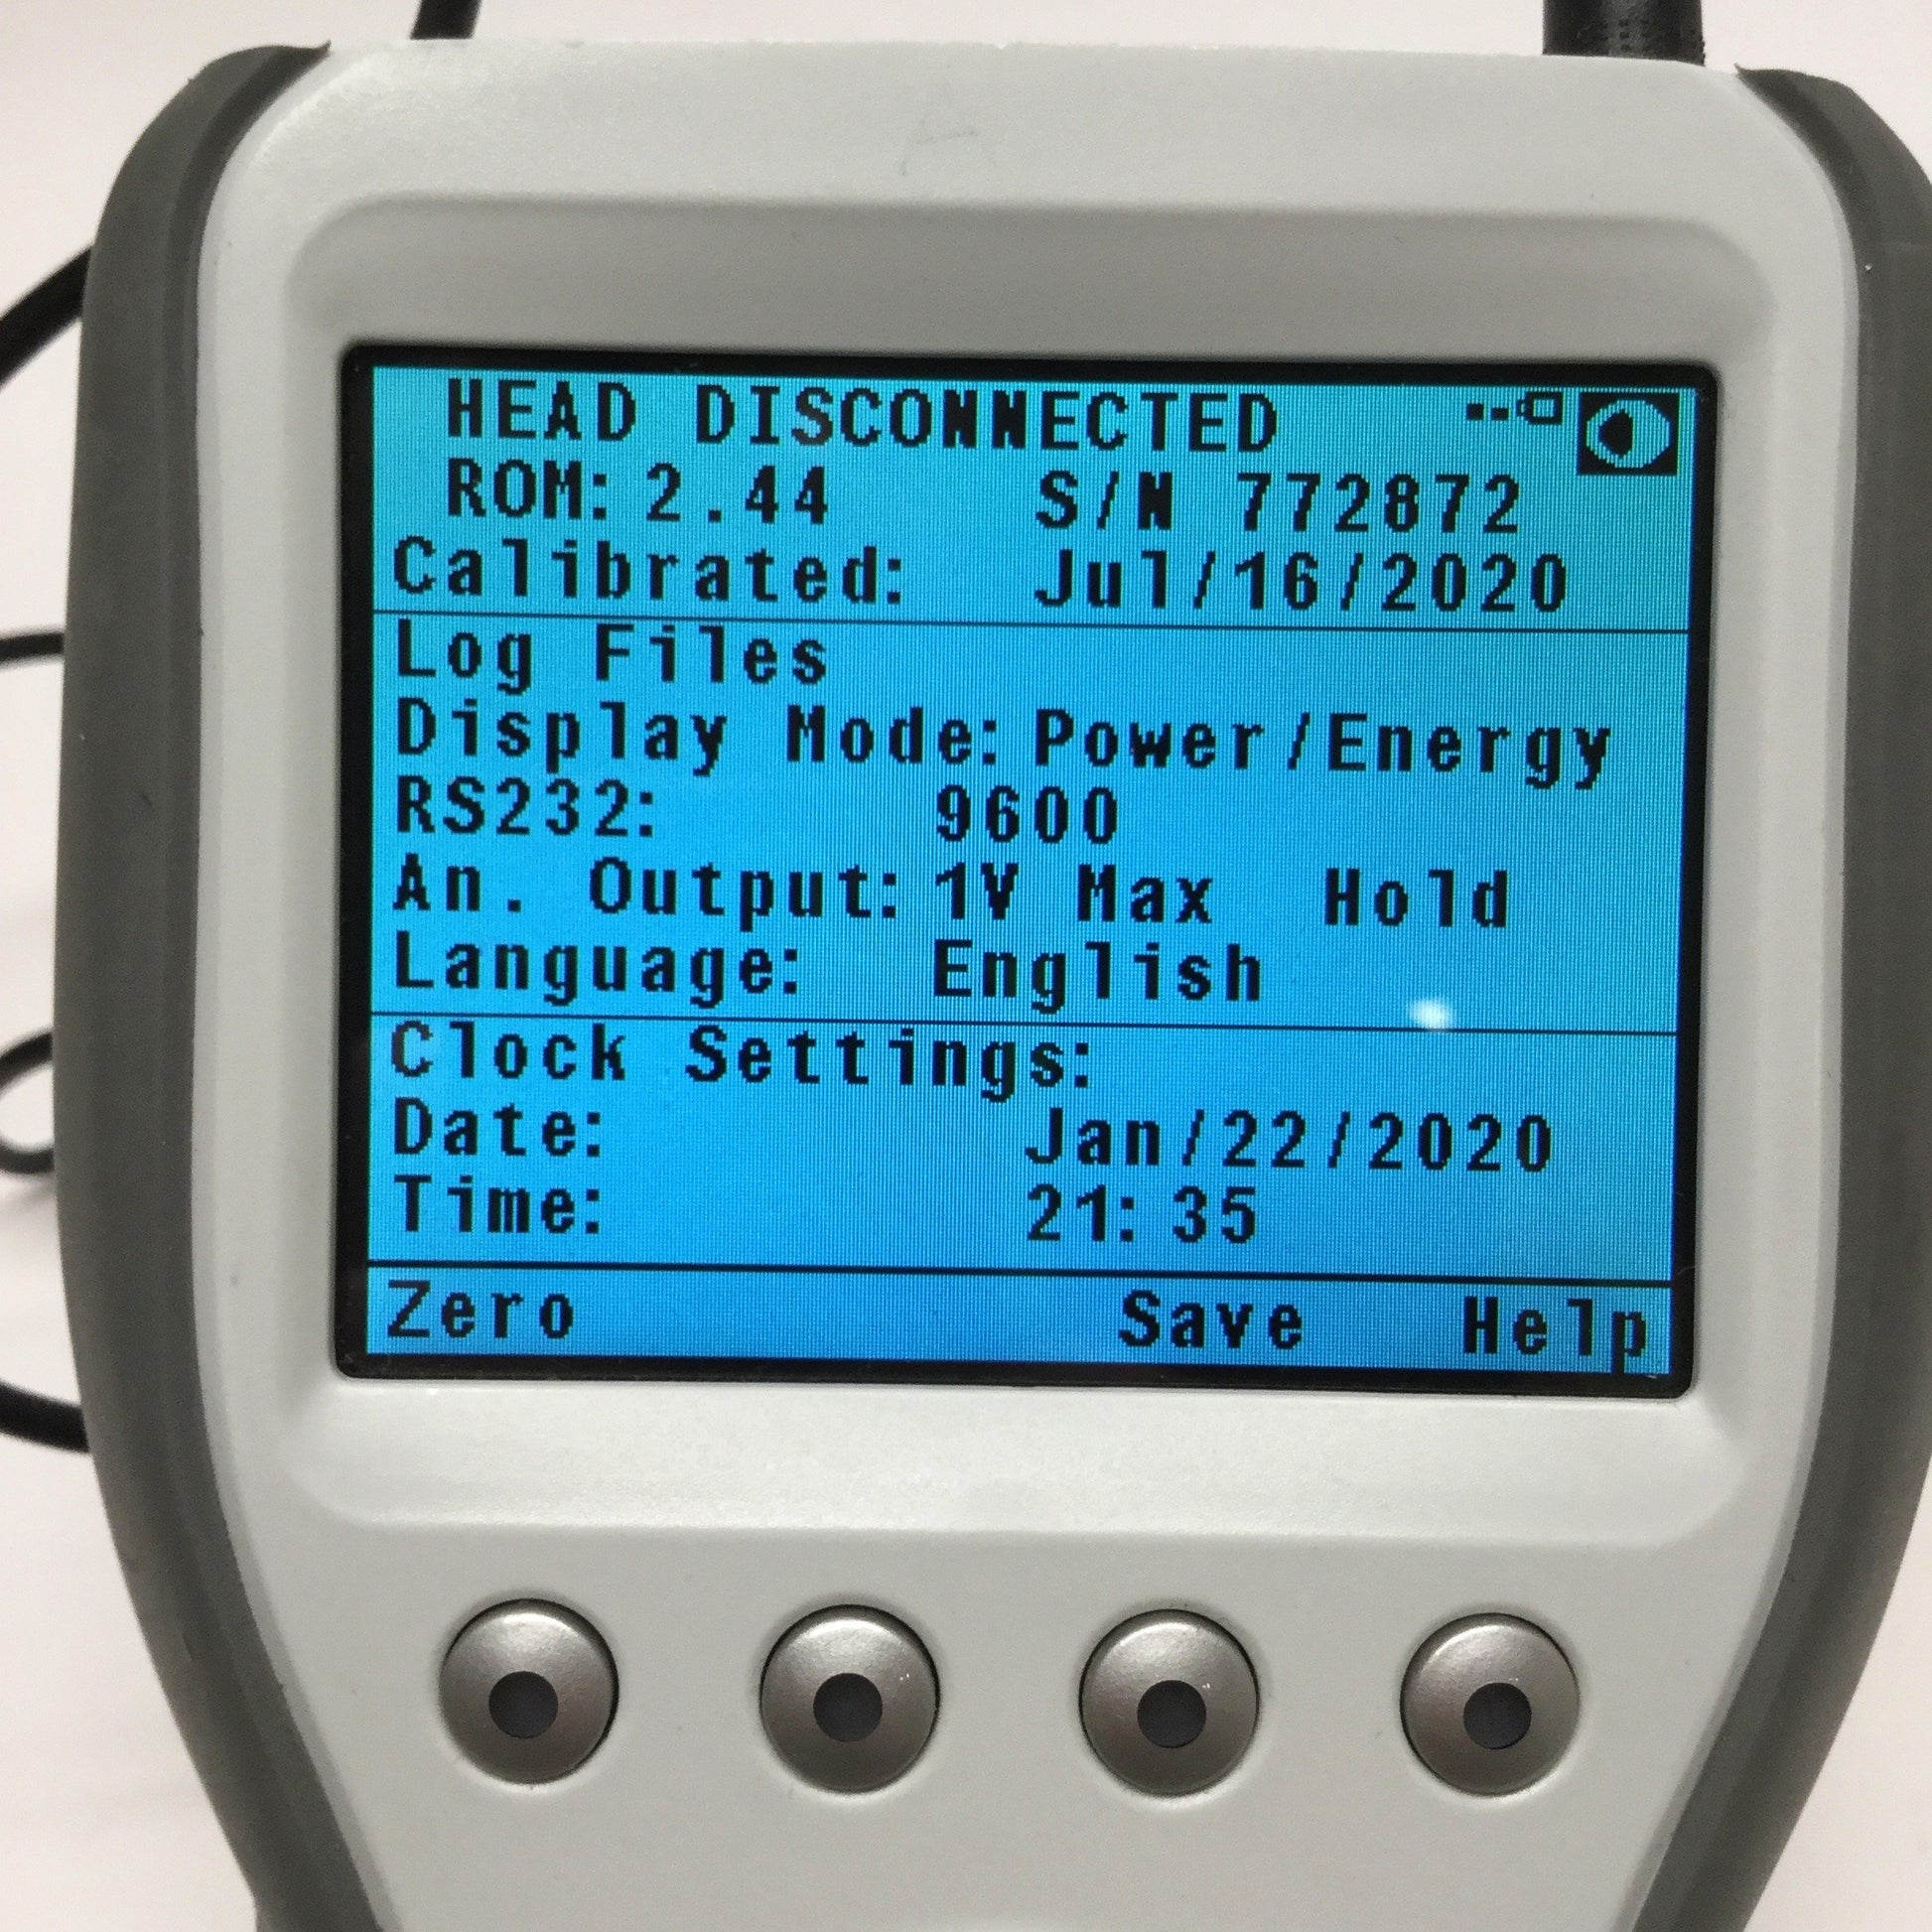 HEAD DISCONNECTED
ROM: 2.44 S/N 772872
Calibrated: Jul/16/2020
Log Files
Display Mode: Power/Energy
RS232: 9600
An. Output: 1V Max Hold
Language: English
Clock Settings:
Date: Jan/22/2020
Time: 21:35
Zero Save Help